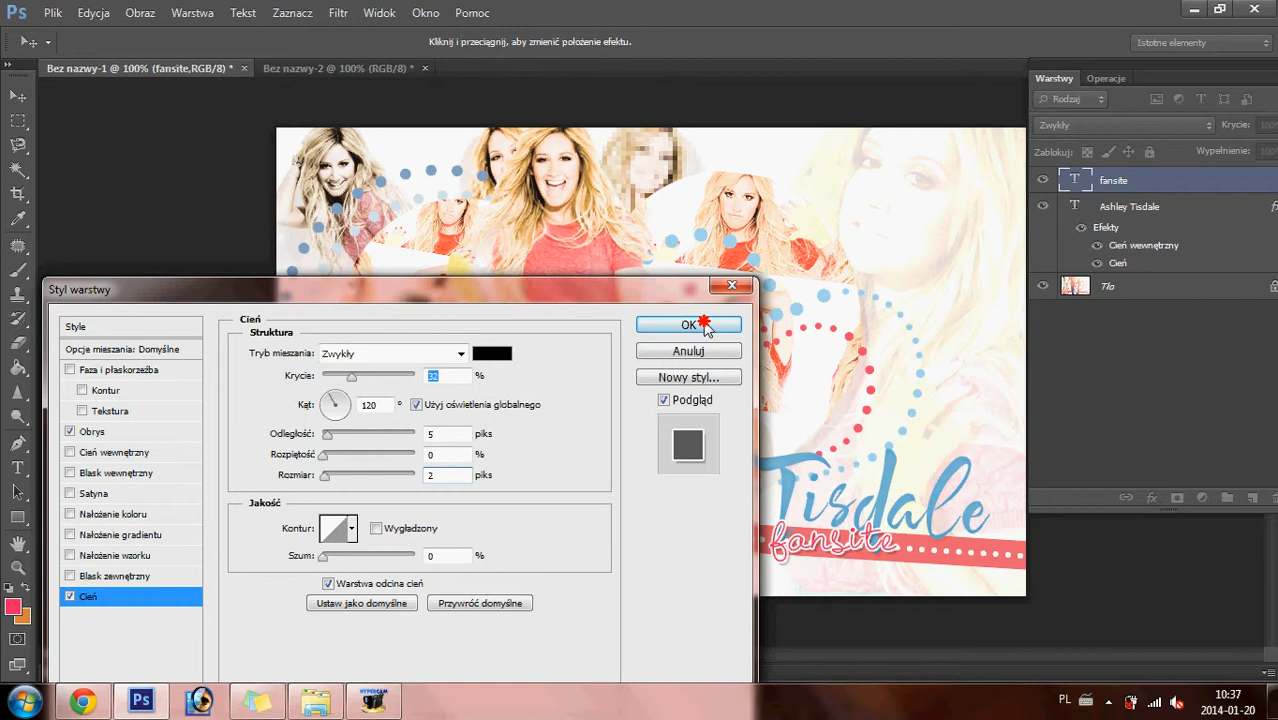 Ps Plik Edycja Obraz Warstwa Tekst Zaznacz Filtr Widok Okno Pomoc
Kliknij i przeciągnij, aby zmienić położenie efektu.
Istotne elementy
Bez nazwy-1 @ 100% (fansite,RGB/8) * × Bez nazwy-2 @ 100% (RGB/8) * ×
Warstwy Operacje
Rodzaj
Zwykły Krycie: 100
Zablokuj: Wypełnienie: 100
T fansite
T Ashley Tisdale
Efekty
Cień wewnętrzny
Cień
Tło
Styl warstwy
Style
Opcje mieszania: Domyślne
Faza i płaskorzeźba
Kontur
Tekstura
Obrys
Cień wewnętrzny
Blask wewnętrzny
Satyna
Nałożenie koloru
Nałożenie gradientu
Nałożenie wzorku
Blask zewnętrzny
Cień
Cień
Struktura
Tryb mieszania: Zwykły
Krycie: 32 %
Kąt: 120 ° Użyj oświetlenia globalnego
Odległość: 5 piks
Rozpiętość: 0 %
Rozmiar: 2 piks
Jakość
Kontur: Wygładzony
Szum: 0 %
Warstwa odcina cień
Ustaw jako domyślne Przywróć domyślne
OK
Anuluj
Nowy styl...
Podgląd
Tisdale
fansite
Ps HYPERCAM
PL 10:37
2014-01-20